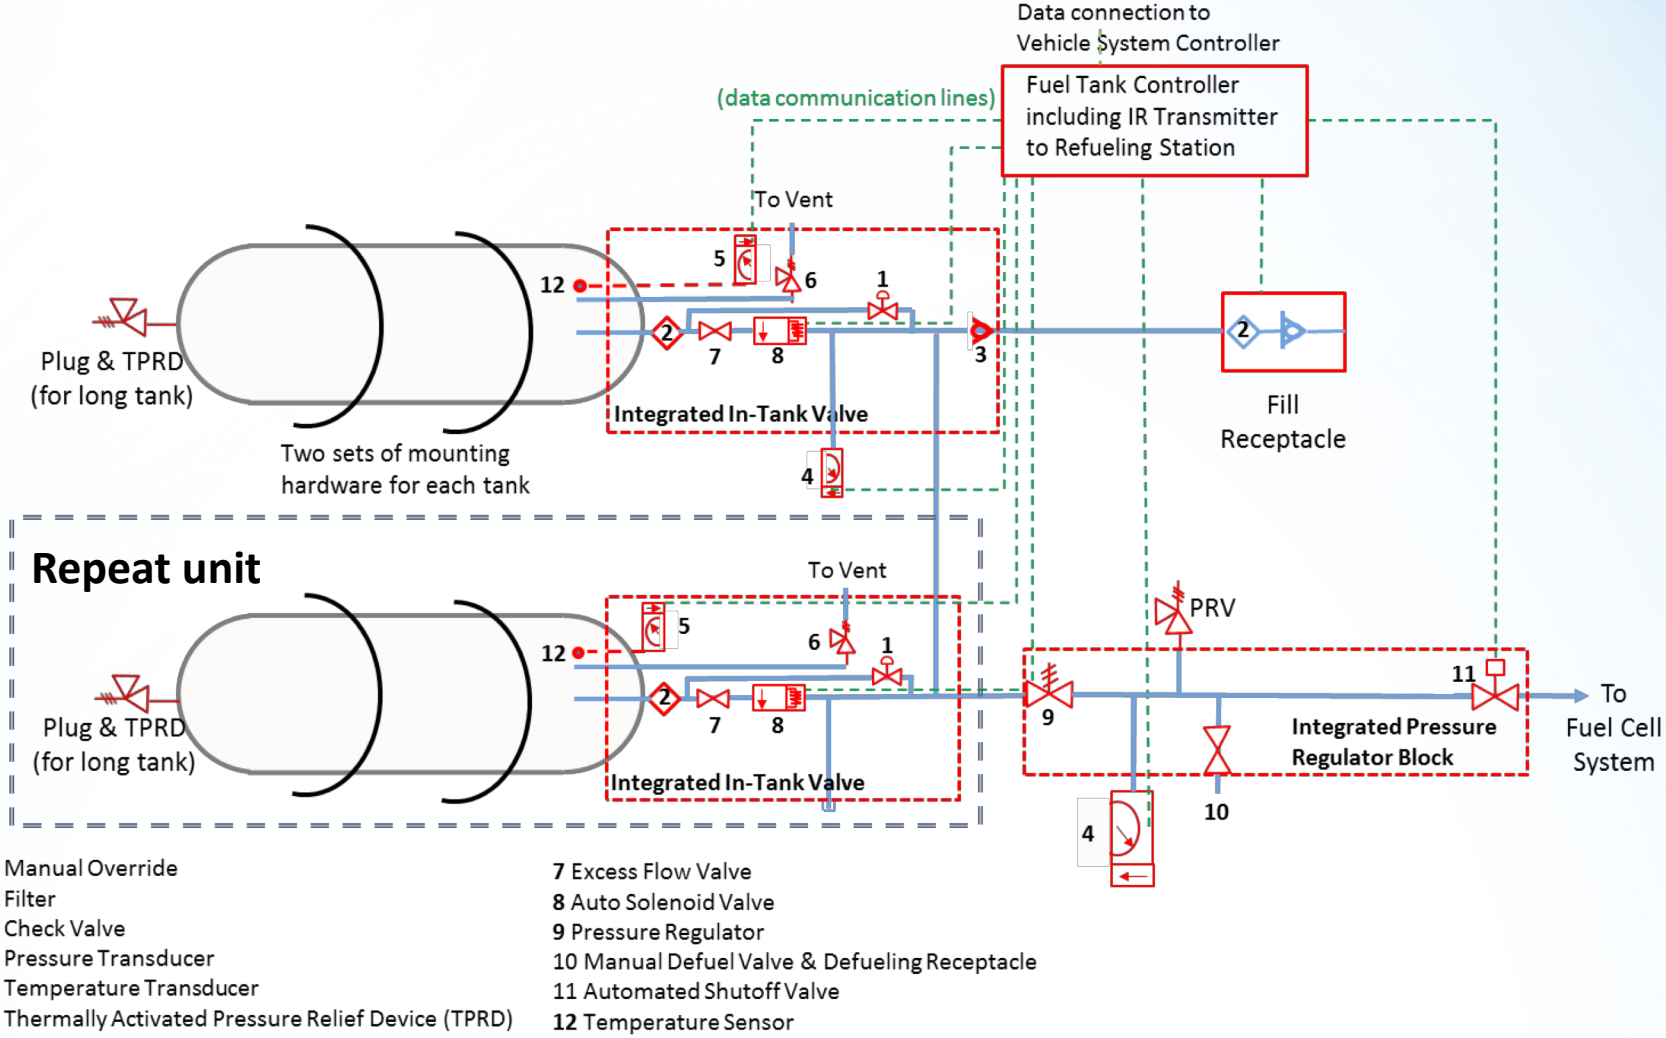 Data connection to
Vehicle System Controller
Fuel Tank Controller
including IR Transmitter
to Refueling Station
(data communication lines)
To Vent
5
6
1
12
2
7
8
3
2
Plug & TPRD
(for long tank)
Integrated In-Tank Valve
Fill
Receptacle
Two sets of mounting
hardware for each tank
4
Repeat unit
To Vent
5
6
1
12
2
7
8
Plug & TPRD
(for long tank)
Integrated In-Tank Valve
PRV
9
11
Integrated Pressure
Regulator Block
To
Fuel Cell
System
10
4
Manual Override
Filter
Check Valve
Pressure Transducer
Temperature Transducer
Thermally Activated Pressure Relief Device (TPRD)
7 Excess Flow Valve
8 Auto Solenoid Valve
9 Pressure Regulator
10 Manual Defuel Valve & Defueling Receptacle
11 Automated Shutoff Valve
12 Temperature Sensor